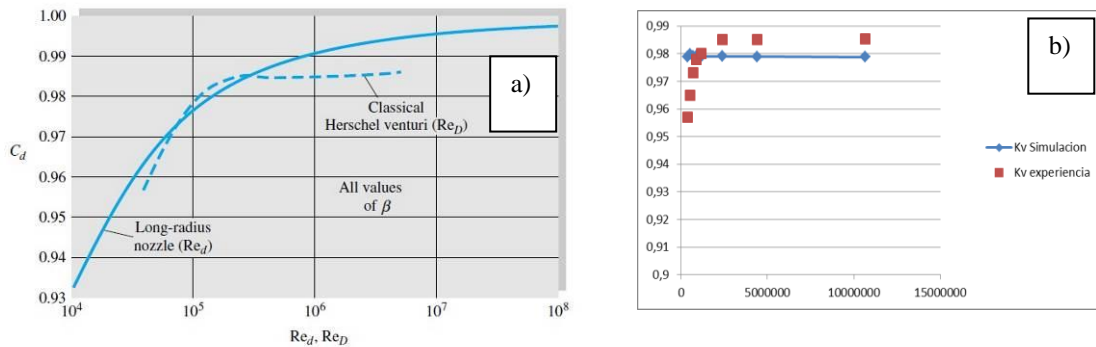 1.00
0.99
0.98
0.97
C_d
0.96
0.95
0.94
0.93
Classical
Herschel venturi (Re_D)
All values
of β
Long-radius
nozzle (Re_d)
10^4
10^5
10^6
10^7
10^8
Re_d, Re_D
a)
0,99
0,98
0,97
0,96
0,95
0,94
0,93
0,92
0,91
0,9
0
5000000
10000000
15000000
Kv Simulacion
Kv experiencia
b)